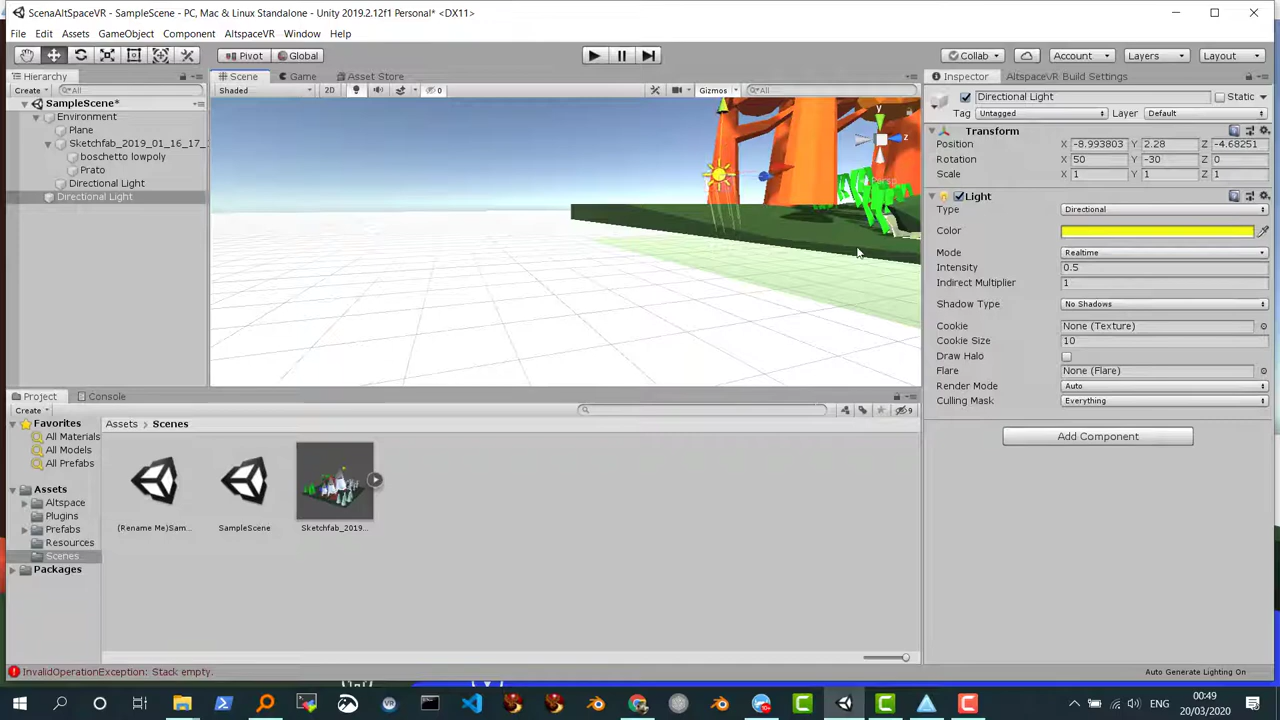 ScenaAltSpaceVR - SampleScene - PC, Mac & Linux Standalone - Unity 2019.2.12f1 Personal* <DX11>
File Edit Assets GameObject Component AltspaceVR Window Help
Pivot Global Collab Account Layers Layout
Hierarchy
Create All
SampleScene*
Environment
Plane
Sketchfab_2019_01_16_17_
boschetto lowpoly
Prato
Directional Light
Directional Light
Scene Game Asset Store
Shaded 2D 0 Gizmos All
y
z
Persp
Inspector AltspaceVR Build Settings
Directional Light Static
Tag Untagged Layer Default
Transform
Position X -8.993803 Y 2.28 Z -4.68251
Rotation X 50 Y -30 Z 0
Scale X 1 Y 1 Z 1
Light
Type Directional
Color
Mode Realtime
Intensity 0.5
Indirect Multiplier 1
Shadow Type No Shadows
Cookie None (Texture)
Cookie Size 10
Draw Halo
Flare None (Flare)
Render Mode Auto
Culling Mask Everything
Add Component
Project Console
Create 9
Favorites
All Materials
All Models
All Prefabs
Assets
Altspace
Plugins
Prefabs
Resources
Scenes
Packages
Assets > Scenes
(Rename Me)Sam... SampleScene Sketchfab_2019...
InvalidOperationException: Stack empty. Auto Generate Lighting On
ENG 00:49
20/03/2020